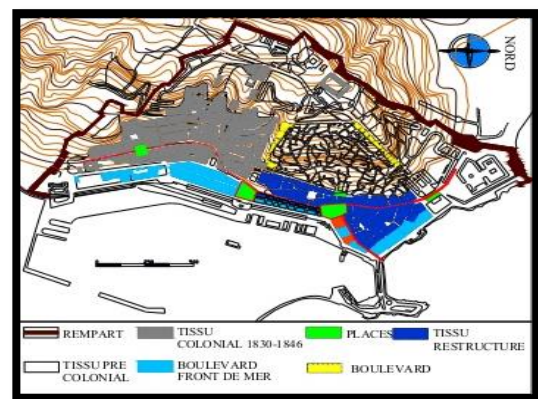 NORD
REMPART
TISSU
COLONIAL 1830-1846
PLACES
TISSU
RESTRUCTURE
TISSU PRE
COLONIAL
BOULEVARD
FRONT DE MER
BOULEVARD